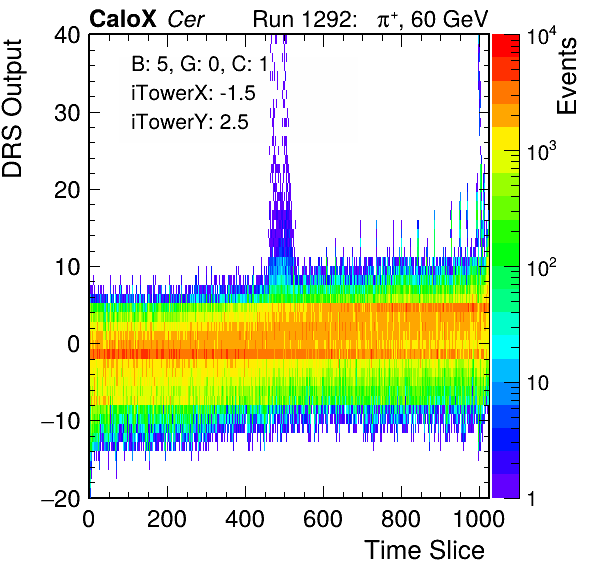 CaloX Cer Run 1292: π⁺, 60 GeV
B: 5, G: 0, C: 1
iTowerX: -1.5
iTowerY: 2.5
DRS Output
40
30
20
10
0
−10
−20
0 200 400 600 800 1000
Time Slice
Events
10⁴
10³
10²
10
1